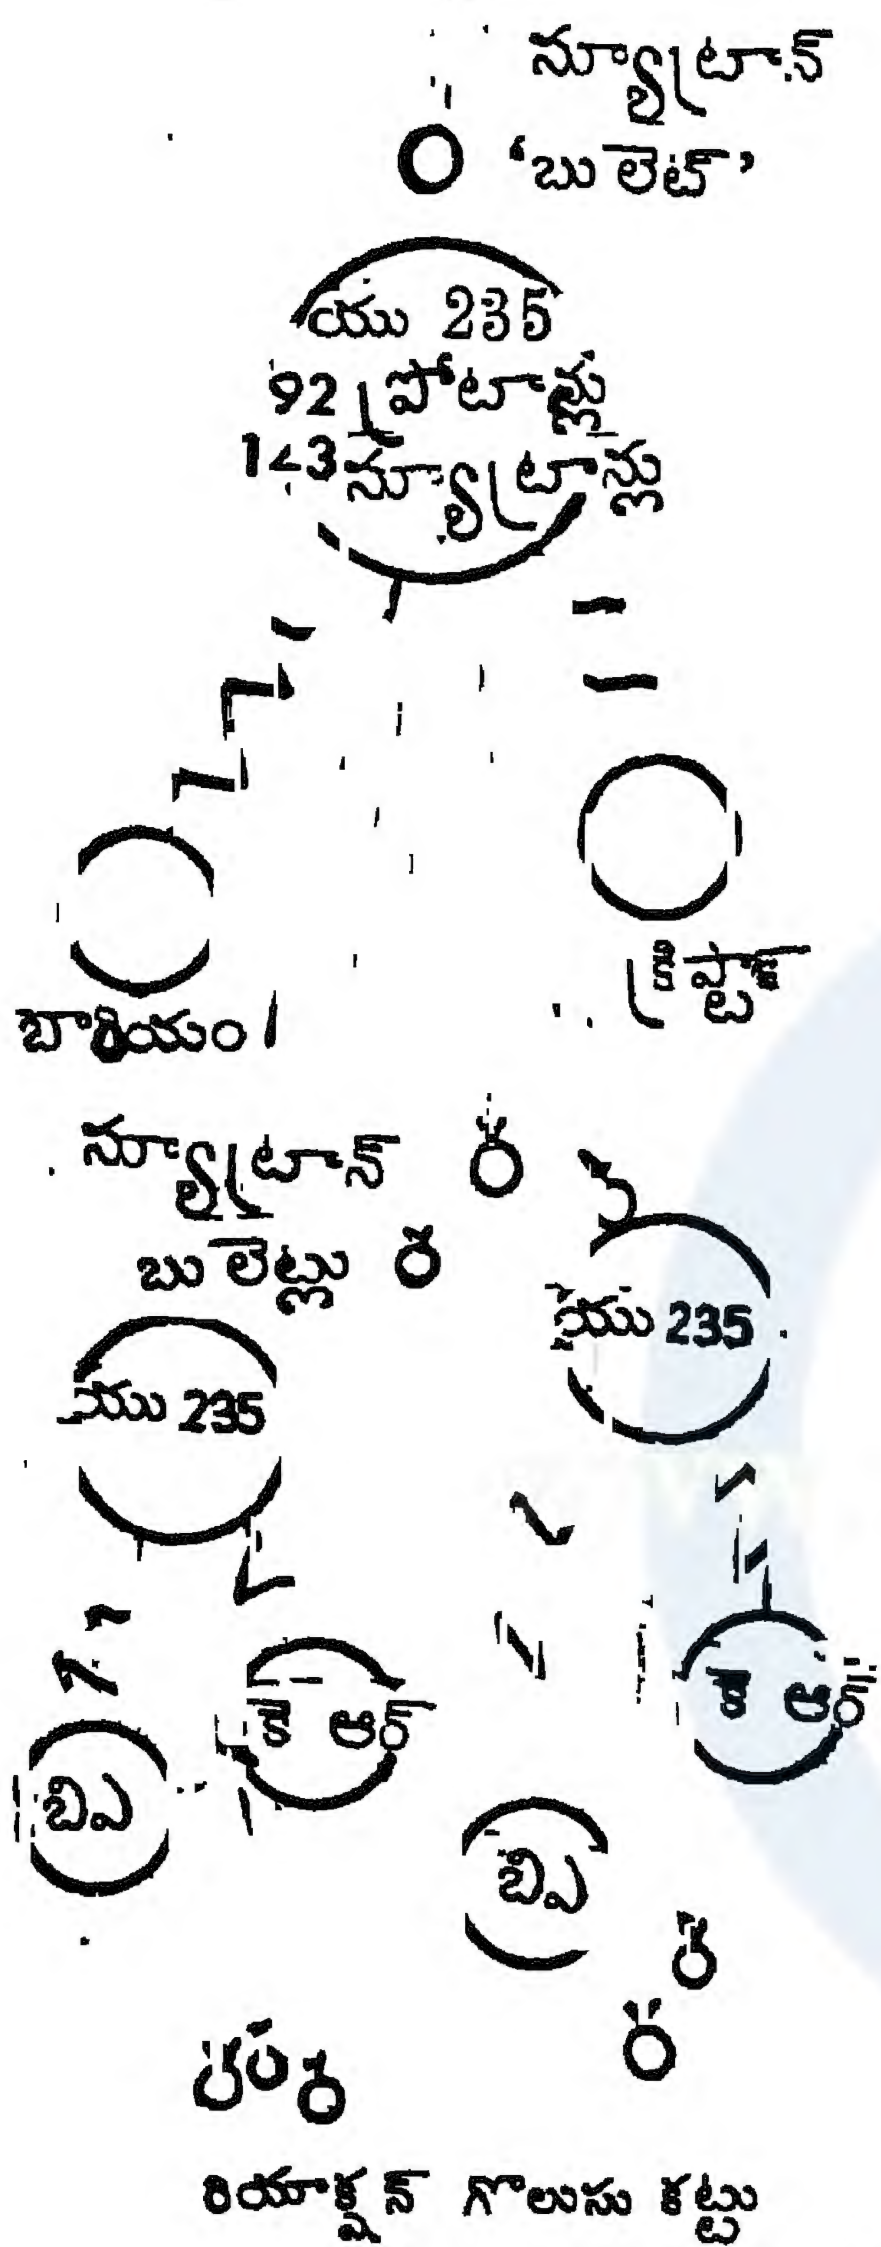 న్యూట్రాన్
‘బు లెట్’
యు 235
92 ప్రోటాన్లు
143 న్యూట్రాన్లు
బారియం
క్రిప్టాన్
న్యూట్రాన్
బు లెట్లు
యు 235
యు 235
కె ఆర్
కె ఆర్
బిఎ
బిఎ
రియాక్షన్ గొలుసు కట్టు